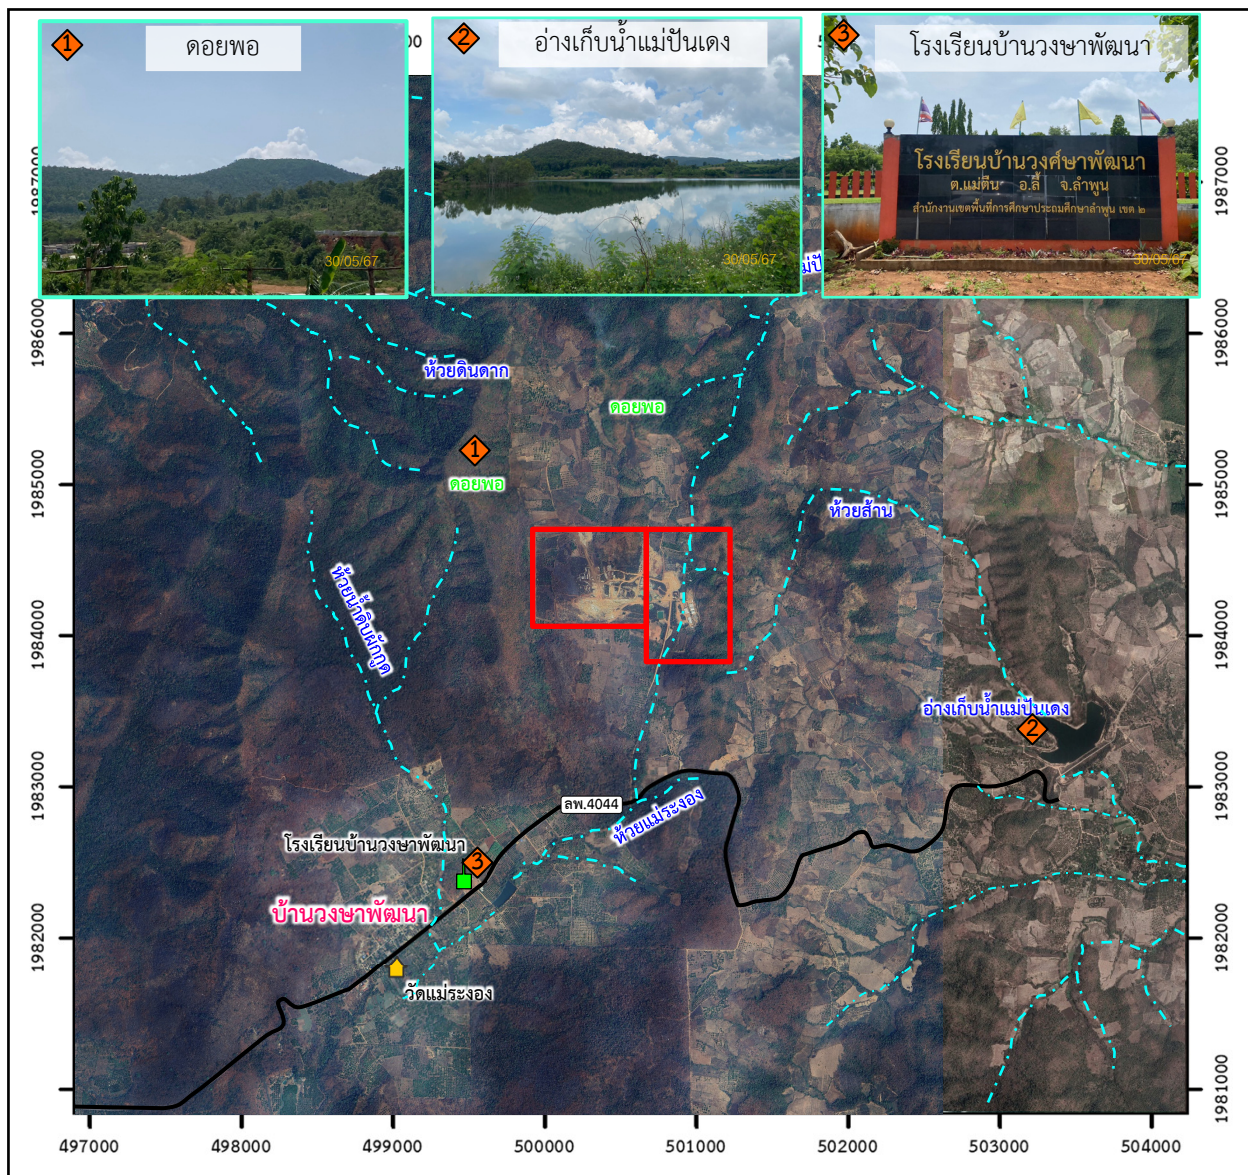 1
ดอยพอ
30/05/67
2
อ่างเก็บน้ำแม่ปันเดง
30/05/67
3
โรงเรียนบ้านวงษาพัฒนา
โรงเรียนบ้านวงศ์ษาพัฒนา
ต.แม่ตืน อ.ลี้ จ.ลำพูน
สำนักงานเขตพื้นที่การศึกษาประถมศึกษาลำพูน เขต ๒
30/05/67
1987000
1987000
1986000
1986000
ห้วยดินดาก
ดอยพอ
1
ดอยพอ
1985000
1985000
ห้วยส้าน
ห้วยน้ำดิบผักกูด
1984000
1984000
อ่างเก็บน้ำแม่ปันเดง
2
1983000
1983000
ลพ.4044
ห้วยแม่ระงอง
โรงเรียนบ้านวงษาพัฒนา
3
บ้านวงษาพัฒนา
1982000
1982000
วัดแม่ระงอง
1981000
497000
498000
499000
500000
501000
502000
503000
504000